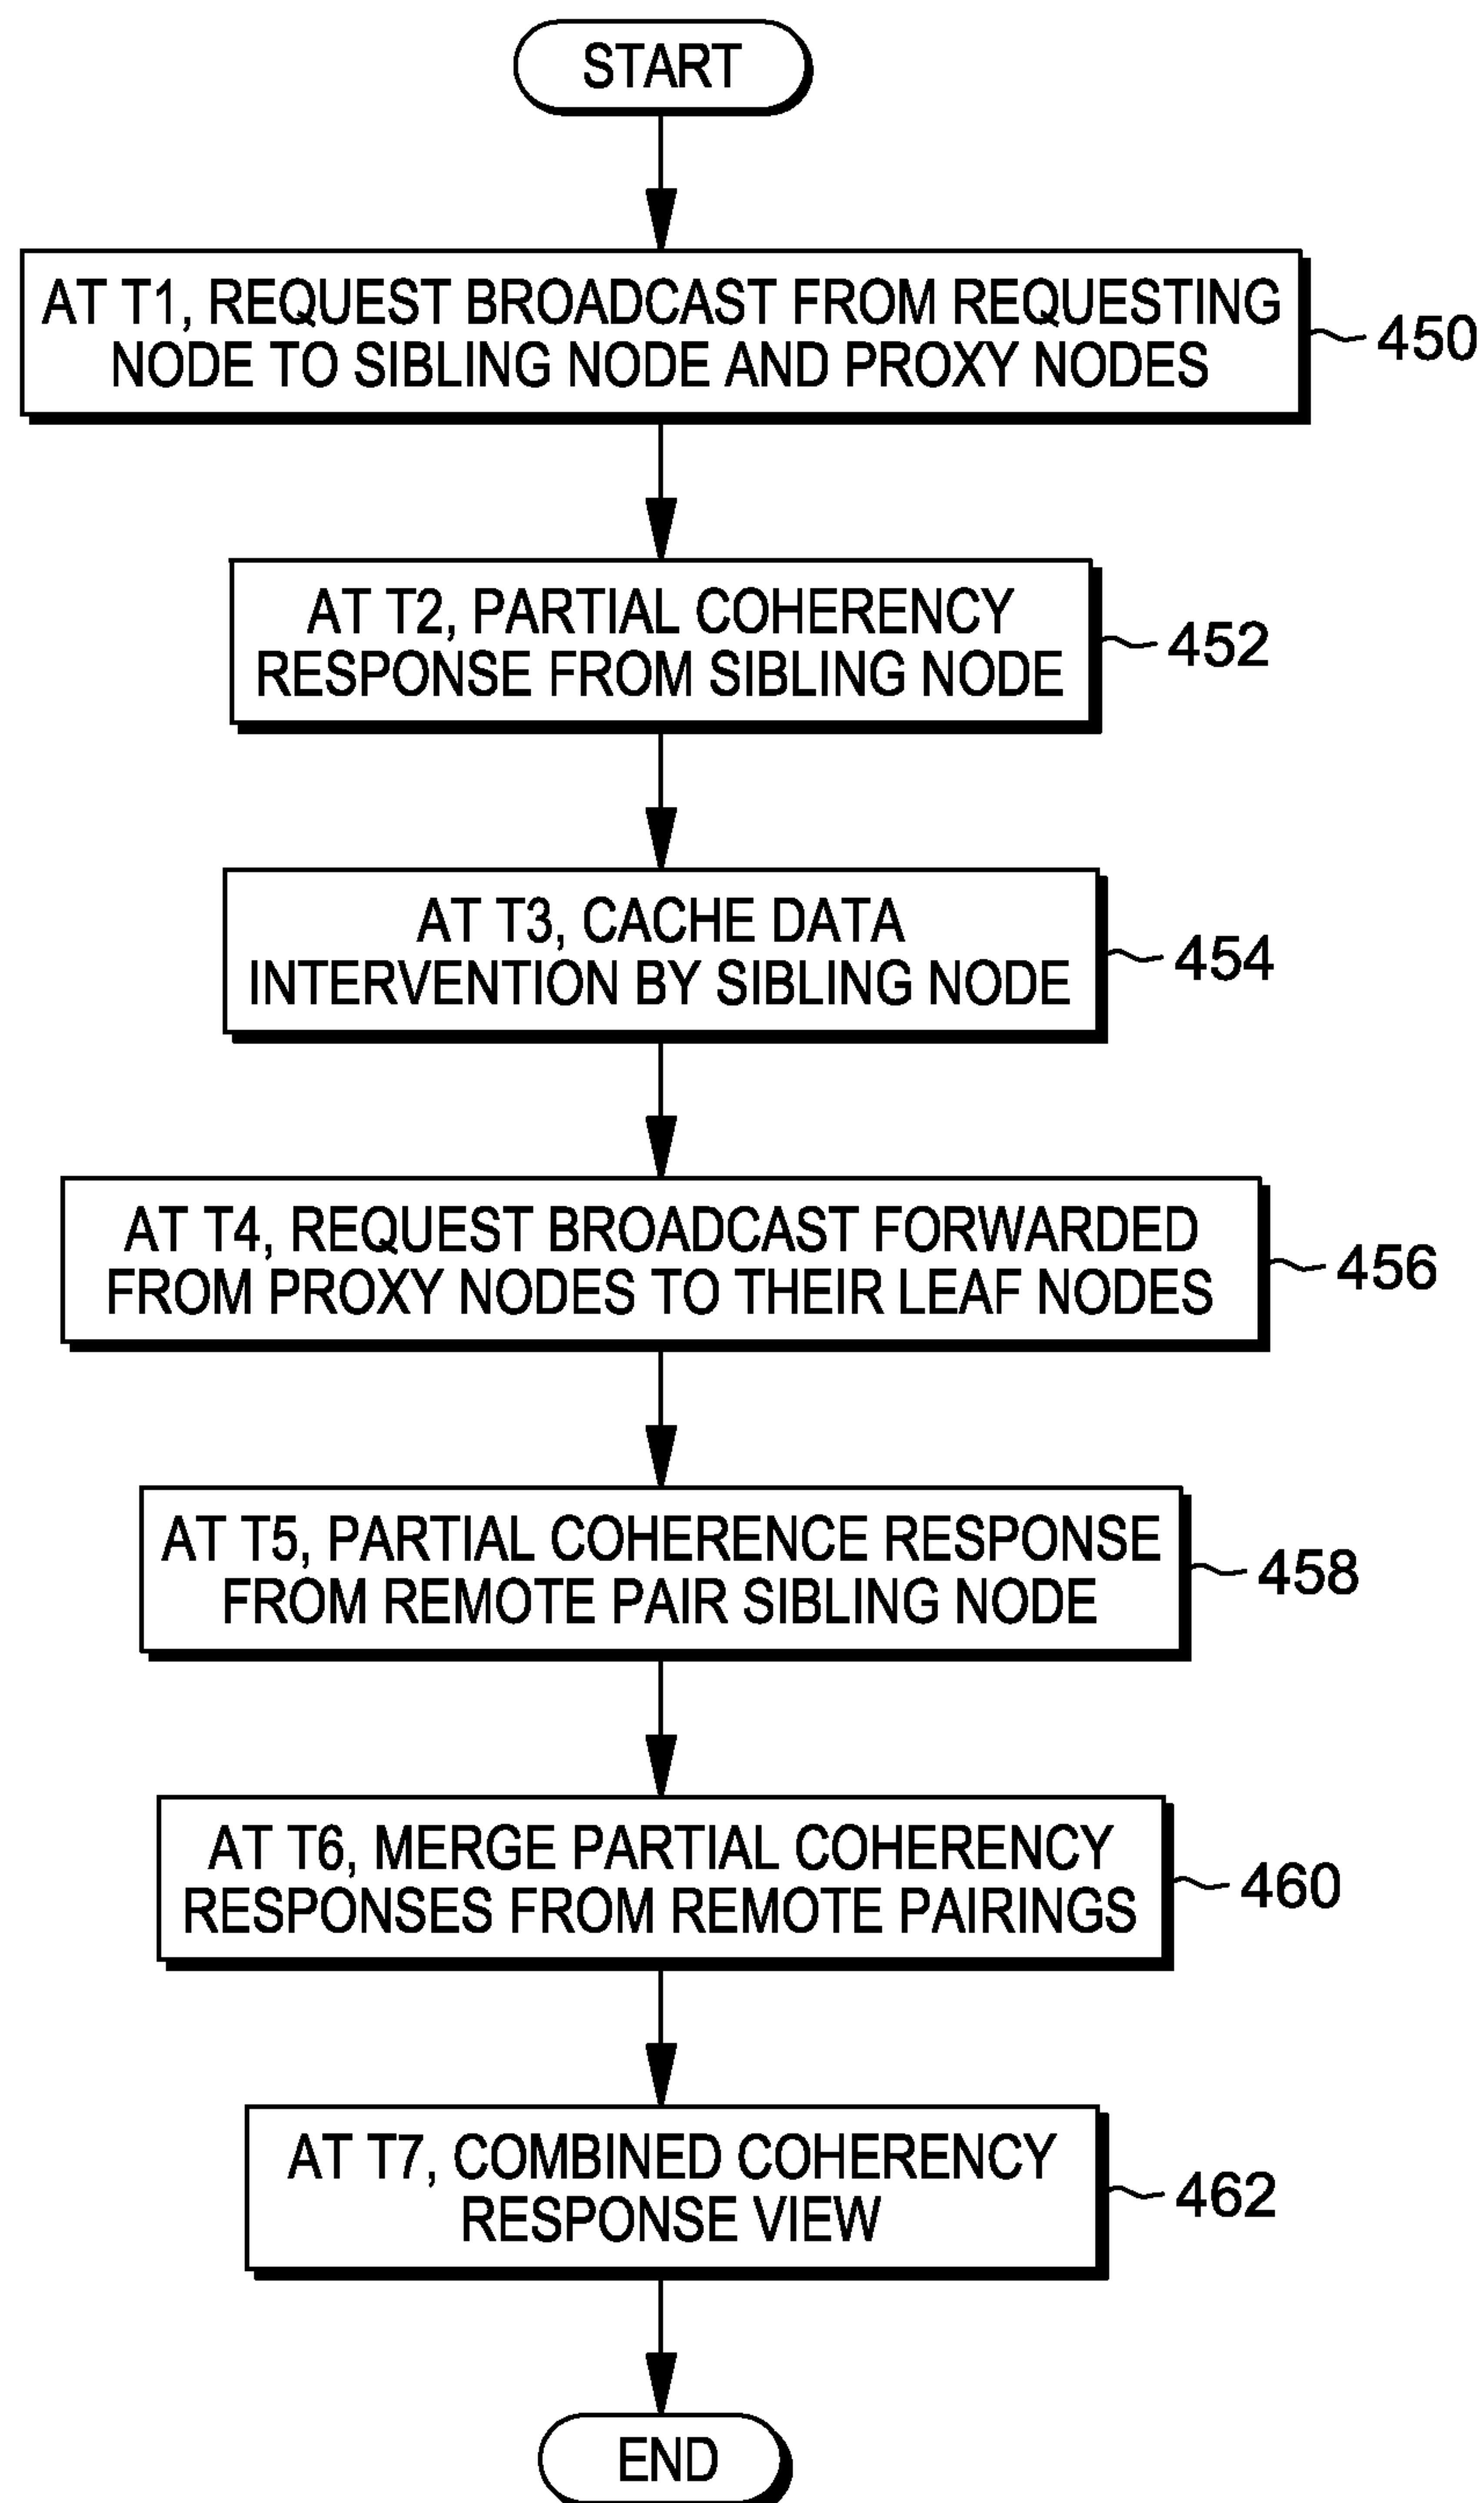 START
AT T1, REQUEST BROADCAST FROM REQUESTING
NODE TO SIBLING NODE AND PROXY NODES
450
AT T2, PARTIAL COHERENCY
RESPONSE FROM SIBLING NODE
452
AT T3, CACHE DATA
INTERVENTION BY SIBLING NODE
454
AT T4, REQUEST BROADCAST FORWARDED
FROM PROXY NODES TO THEIR LEAF NODES
456
AT T5, PARTIAL COHERENCE RESPONSE
FROM REMOTE PAIR SIBLING NODE
458
AT T6, MERGE PARTIAL COHERENCY
RESPONSES FROM REMOTE PAIRINGS
460
AT T7, COMBINED COHERENCY
RESPONSE VIEW
462
END